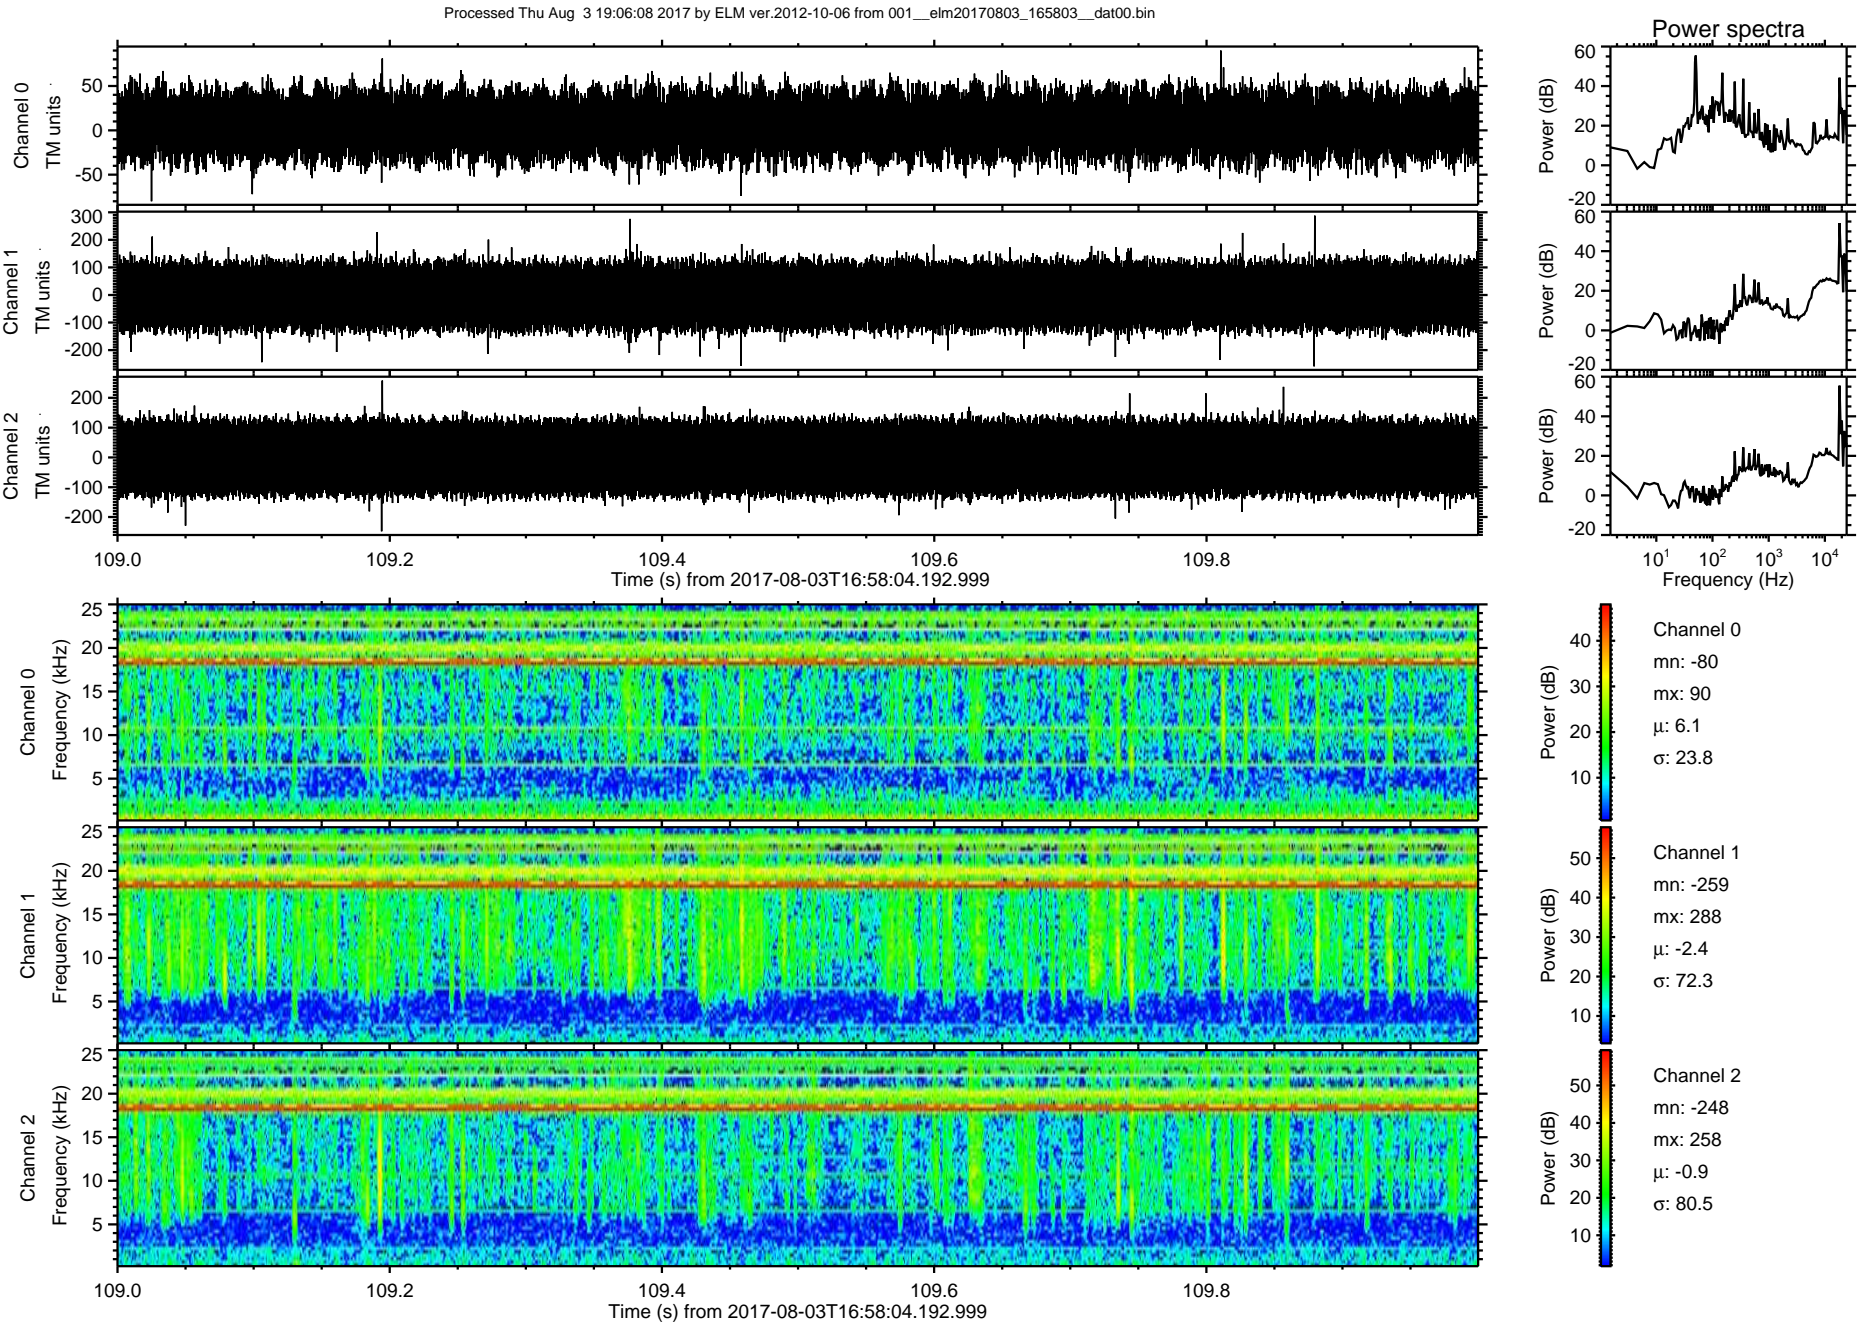 Processed Thu Aug  3 19:06:08 2017 by ELM ver.2012-10-06 from 001__elm20170803_165803__dat00.bin
Power spectra
Channel 0
TM units
50
0
-50
Power (dB)
60
40
20
0
-20
Channel 1
TM units
300
200
100
0
-100
-200
Power (dB)
60
40
20
0
-20
Channel 2
TM units
200
100
0
-100
-200
Power (dB)
60
40
20
0
-20
109.0 109.2 109.4 109.6 109.8
Time (s) from 2017-08-03T16:58:04.192.999
10¹ 10² 10³ 10⁴
Frequency (Hz)
Channel 0
Frequency (kHz)
25
20
15
10
5
Power (dB)
40
30
20
10
Channel 0
mn: -80
mx: 90
μ: 6.1
σ: 23.8
Channel 1
Frequency (kHz)
25
20
15
10
5
Power (dB)
50
40
30
20
10
Channel 1
mn: -259
mx: 288
μ: -2.4
σ: 72.3
Channel 2
Frequency (kHz)
25
20
15
10
5
Power (dB)
50
40
30
20
10
Channel 2
mn: -248
mx: 258
μ: -0.9
σ: 80.5
109.0 109.2 109.4 109.6 109.8
Time (s) from 2017-08-03T16:58:04.192.999